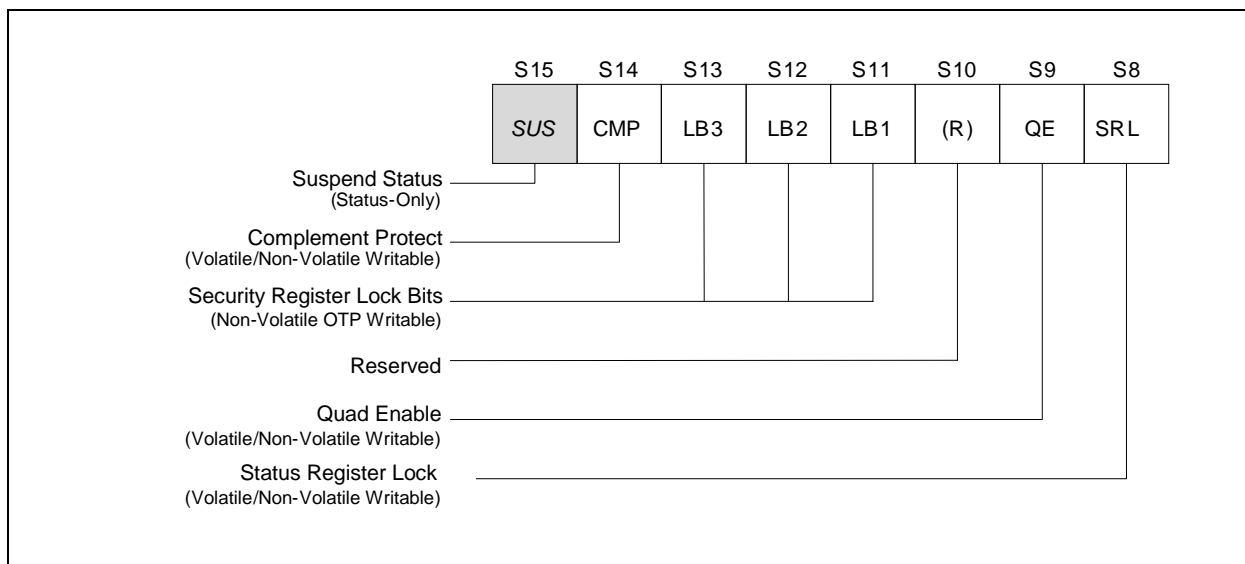 S15 S14 S13 S12 S11 S10 S9 S8
SUS CMP LB3 LB2 LB1 (R) QE SRL
Suspend Status
(Status-Only)
Complement Protect
(Volatile/Non-Volatile Writable)
Security Register Lock Bits
(Non-Volatile OTP Writable)
Reserved
Quad Enable
(Volatile/Non-Volatile Writable)
Status Register Lock
(Volatile/Non-Volatile Writable)